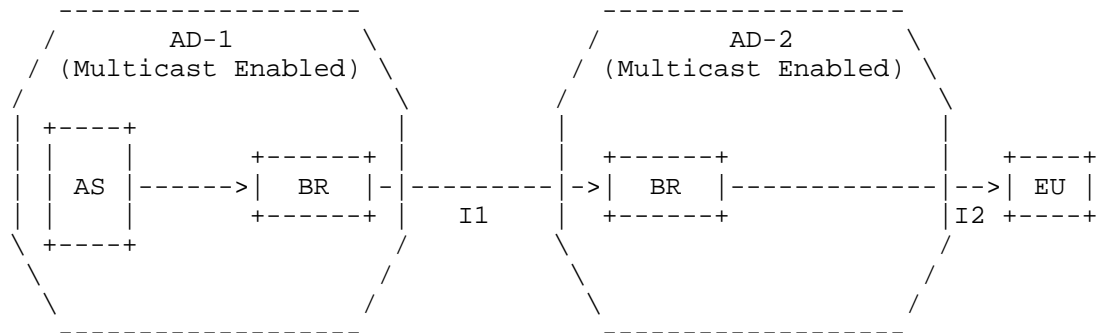 AD-1 AD-2
(Multicast Enabled) (Multicast Enabled)
AS BR BR EU
I1 I2